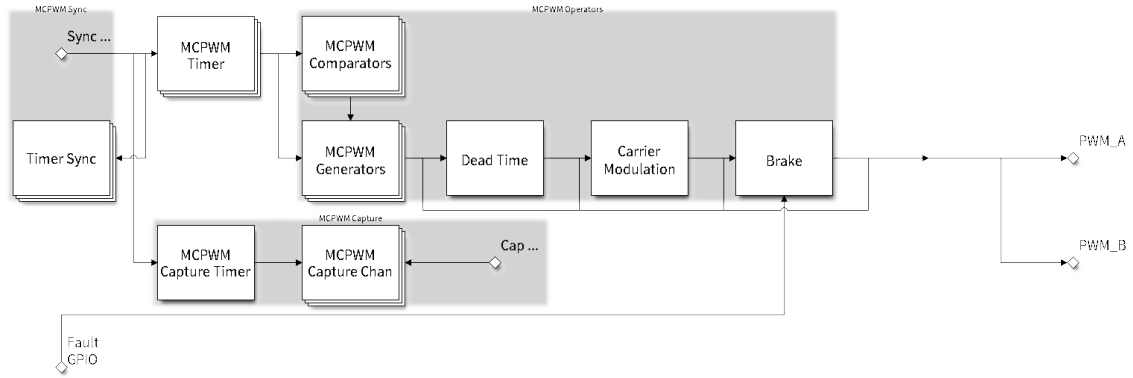 MCPWM Sync
MCPWM Operators
Sync ...
MCPWM
Timer
MCPWM
Comparators
Timer Sync
MCPWM
Generators
Dead Time
Carrier
Modulation
Brake
PWM_A
MCPWM Capture
MCPWM
Capture Timer
MCPWM
Capture Chan
Cap ...
PWM_B
Fault
GPIO